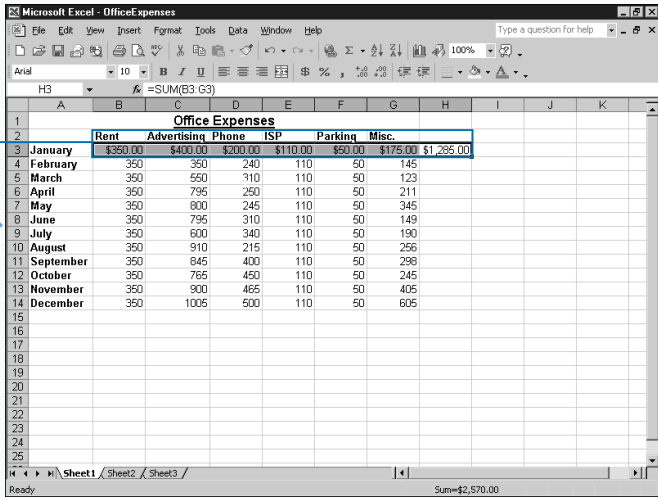 Microsoft Excel - OfficeExpenses
File Edit View Insert Format Tools Data Window Help Type a question for help
100%
Arial 10 B I U $ % ,
H3 fx =SUM(B3:G3)
A B C D E F G H I J K
1 Office Expenses
2 Rent Advertising Phone ISP Parking Misc.
3 January $350.00 $400.00 $200.00 $110.00 $50.00 $175.00 $1,285.00
4 February 350 350 240 110 50 145
5 March 350 550 310 110 50 123
6 April 350 795 250 110 50 211
7 May 350 800 245 110 50 345
8 June 350 795 310 110 50 149
9 July 350 600 340 110 50 190
10 August 350 910 215 110 50 256
11 September 350 845 400 110 50 298
12 October 350 765 450 110 50 245
13 November 350 900 465 110 50 405
14 December 350 1005 500 110 50 605
15
16
17
18
19
20
21
22
23
24
25
Sheet1 Sheet2 Sheet3
Ready Sum=$2,570.00